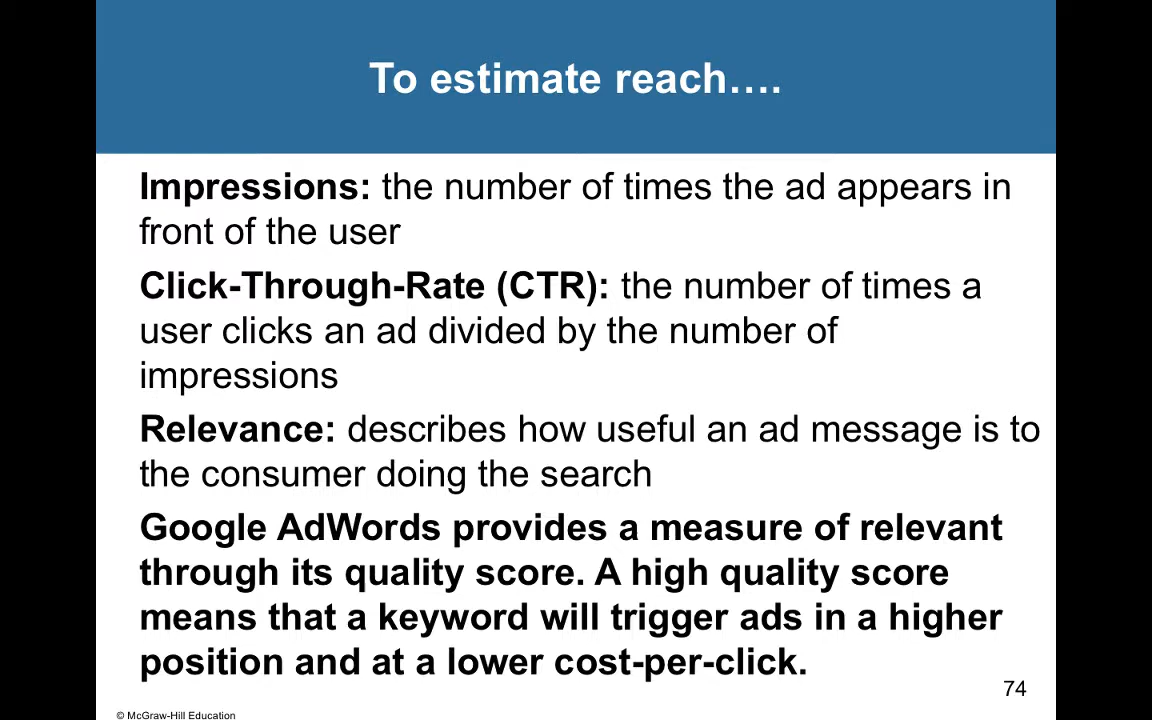 To estimate reach....
Impressions: the number of times the ad appears in
front of the user
Click-Through-Rate (CTR): the number of times a
user clicks an ad divided by the number of
impressions
Relevance: describes how useful an ad message is to
the consumer doing the search
Google AdWords provides a measure of relevant
through its quality score. A high quality score
means that a keyword will trigger ads in a higher
position and at a lower cost-per-click.
74
© McGraw-Hill Education